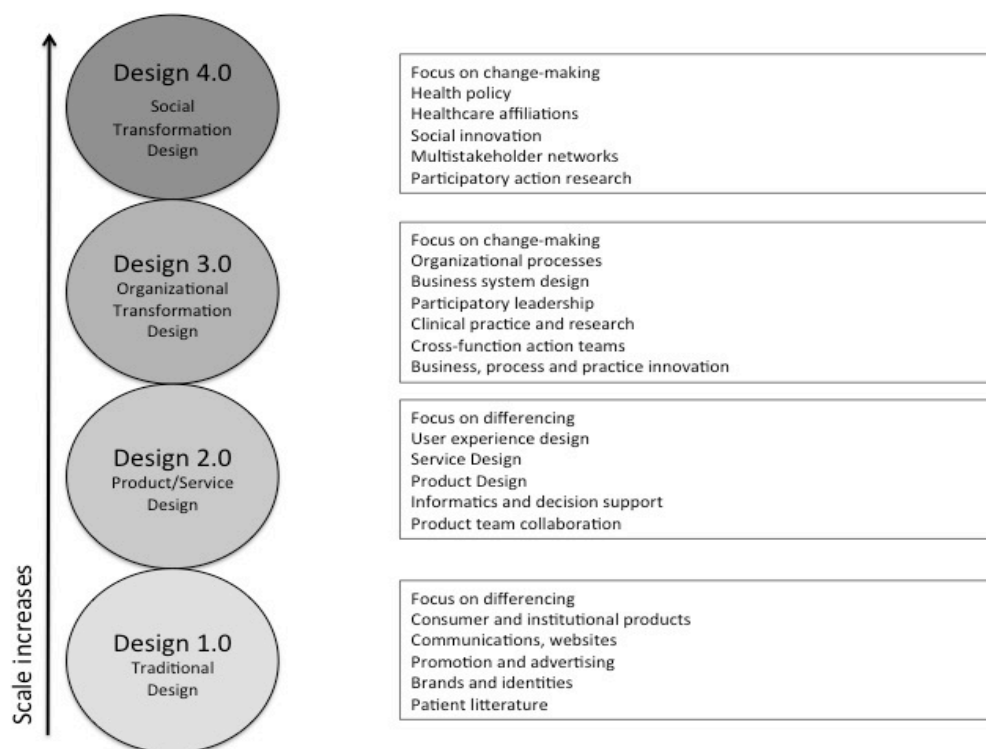 Design 4.0
Social
Transformation
Design
Focus on change-making
Health policy
Healthcare affiliations
Social innovation
Multistakeholder networks
Participatory action research
Design 3.0
Organizational
Transformation
Design
Focus on change-making
Organizational processes
Business system design
Participatory leadership
Clinical practice and research
Cross-function action teams
Business, process and practice innovation
Design 2.0
Product/Service
Design
Focus on differencing
User experience design
Service Design
Product Design
Informatics and decision support
Product team collaboration
Design 1.0
Traditional
Design
Focus on differencing
Consumer and institutional products
Communications, websites
Promotion and advertising
Brands and identities
Patient litterature
Scale increases